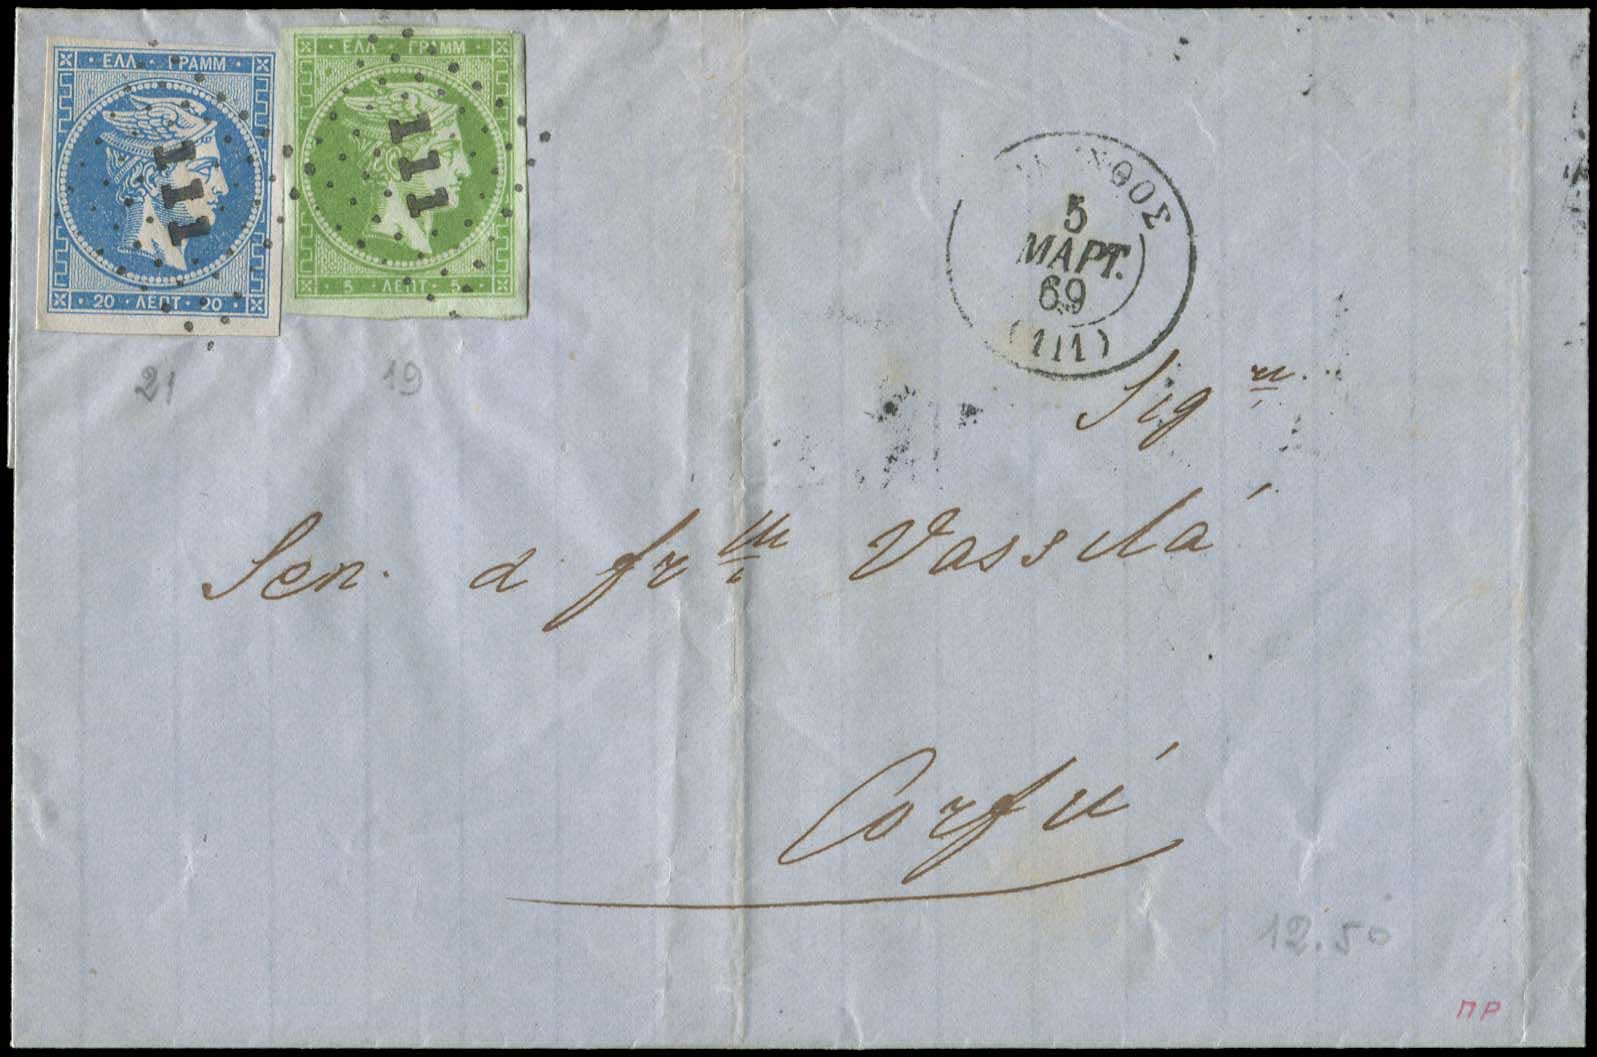 ΕΛΛ · ΓΡΑΜΜ
20 · ΛΕΠΤ · 20
111
ΕΛΛ · ΓΡΑΜΜ
5 · ΛΕΠΤ · 5
111
21
19
5
ΜΑΡΤ.
69
(111)
Sig
Sen. Vassilá
Corfú
12.50
ΠΡ